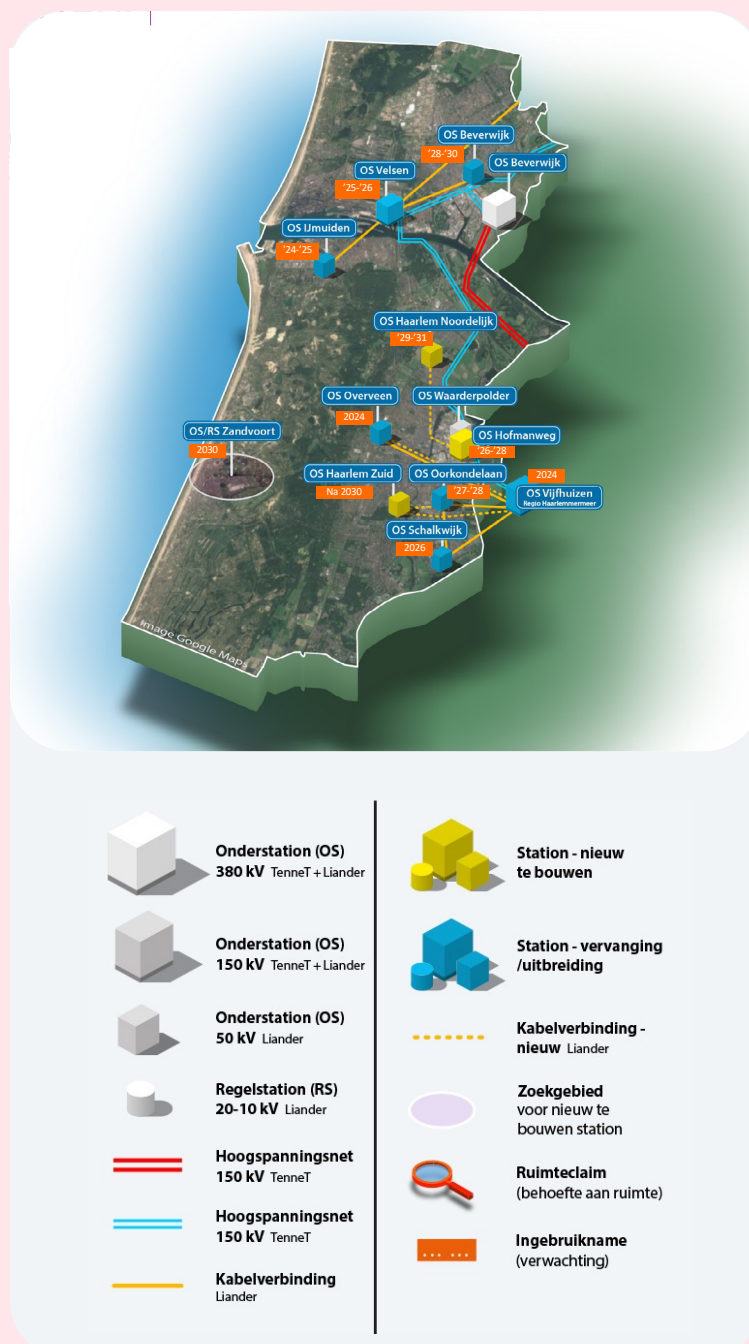 OS Beverwijk
'28-'30
OS Beverwijk
OS Velsen
'25-'26
OS IJmuiden
'24-'25
OS Haarlem Noordelijk
'29-'31
OS Overveen
OS Waarderpolder
2024
OS/RS Zandvoort
2030
OS Hofmanweg
'26-'28
OS Haarlem Zuid
OS Oorkondelaan
2024
Na 2030
'27-'28
OS Vijfhuizen
Regio Haarlemmermeer
OS Schalkwijk
2026
Image Google Maps
Onderstation (OS)
380 kV TenneT + Liander
Onderstation (OS)
150 kV TenneT + Liander
Onderstation (OS)
50 kV Liander
Regelstation (RS)
20-10 kV Liander
Hoogspanningsnet
150 kV TenneT
Hoogspanningsnet
150 kV TenneT
Kabelverbinding
Liander
Station - nieuw
te bouwen
Station - vervanging
/uitbreiding
Kabelverbinding -
nieuw Liander
Zoekgebied
voor nieuw te
bouwen station
Ruimteclaim
(behoefte aan ruimte)
Ingebruikname
(verwachting)